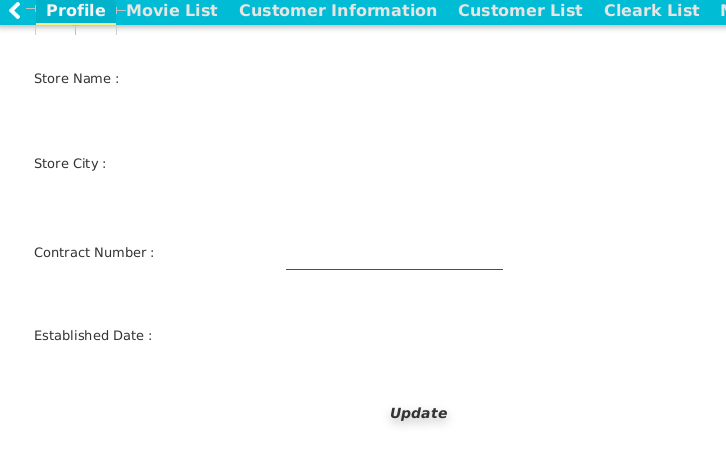 Profile Movie List Customer Information Customer List Cleark List
Store Name :
Store City :
Contract Number :
Established Date :
Update